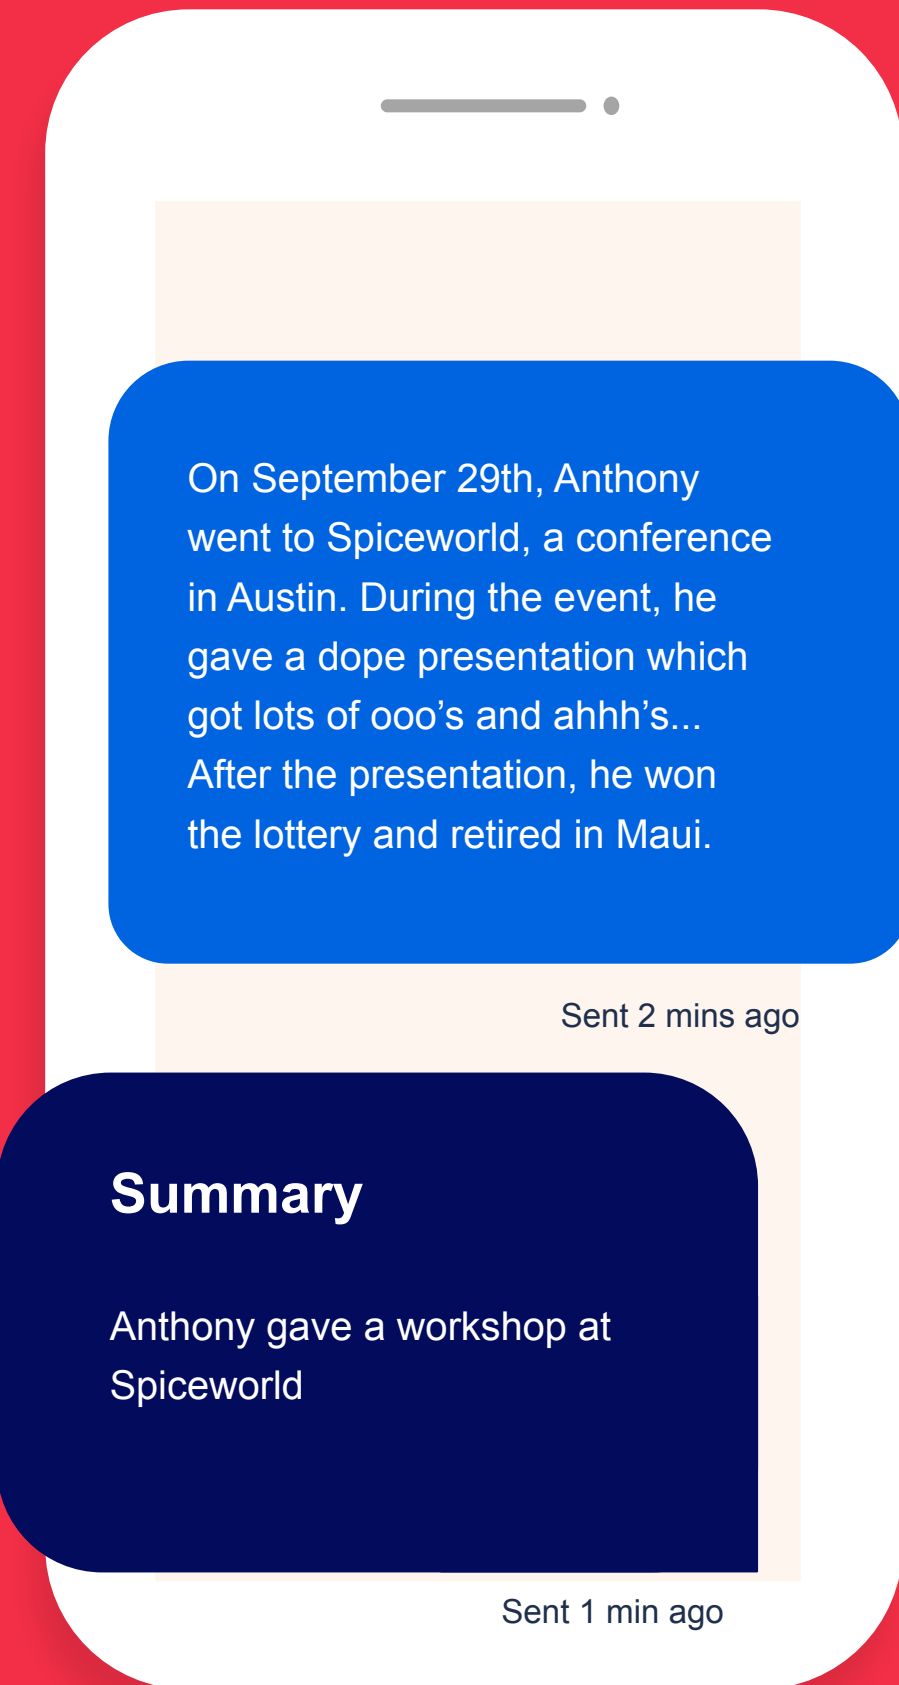 On September 29th, Anthony
went to Spiceworld, a conference
in Austin. During the event, he
gave a dope presentation which
got lots of ooo’s and ahhh’s...
After the presentation, he won
the lottery and retired in Maui.
Sent 2 mins ago
Summary
Anthony gave a workshop at
Spiceworld
Sent 1 min ago